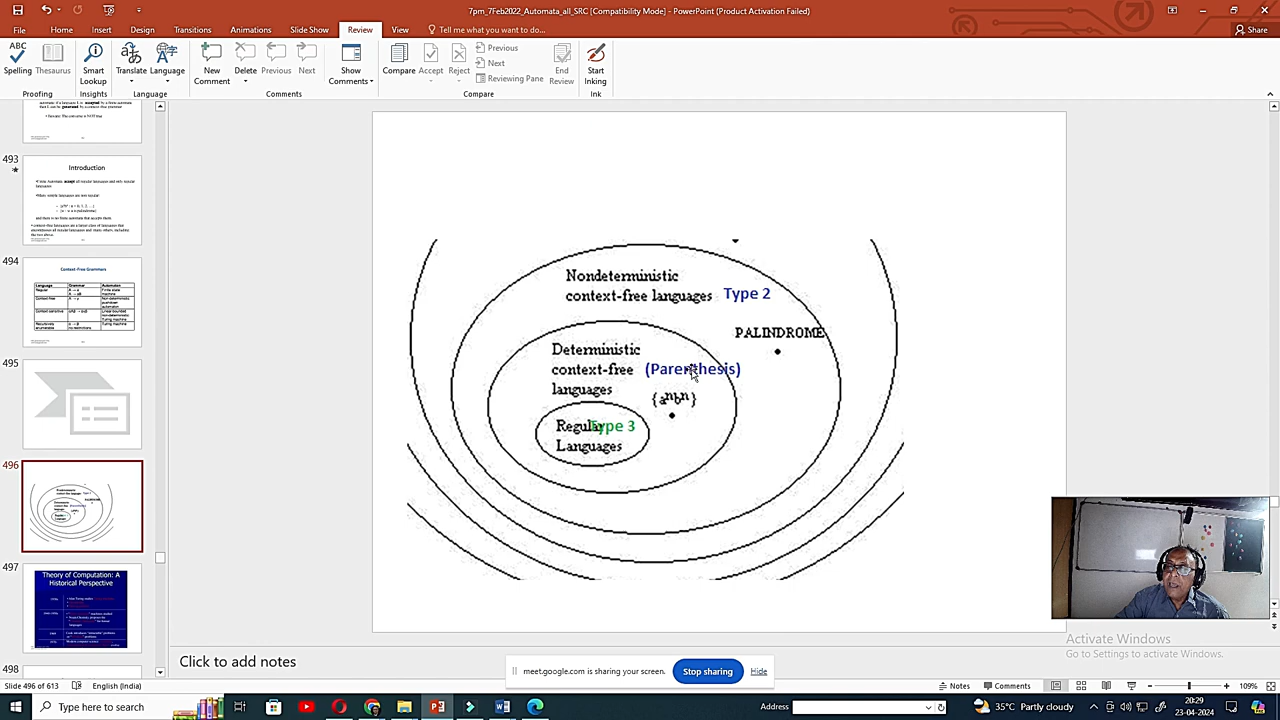 7pm_7Feb2022_Automata_all_SRC [Compatibility Mode] - PowerPoint (Product Activation Failed)
File Home Insert Design Transitions Animations Slide Show Review View Tell me what you want to do... Share
Spelling Thesaurus Smart Lookup Translate Language New Comment Delete Previous Next Show Comments Compare Accept Reject Previous Next Reviewing Pane End Review Start Inking
Proofing Insights Language Comments Compare Ink
493
Introduction
494
Context-Free Grammars
495
496
497
Theory of Computation: A
Historical Perspective
498
Nondeterministic
context-free languages Type 2
PALINDROME
Deterministic
context-free (Parenthesis)
languages
{aⁿbⁿ}
Regular Type 3
Languages
Click to add notes
meet.google.com is sharing your screen. Stop sharing Hide
Activate Windows
Go to Settings to activate Windows.
Slide 496 of 613 English (India) Notes Comments 109%
Type here to search Address 35°C Partly cloudy 20:29
23-04-2024